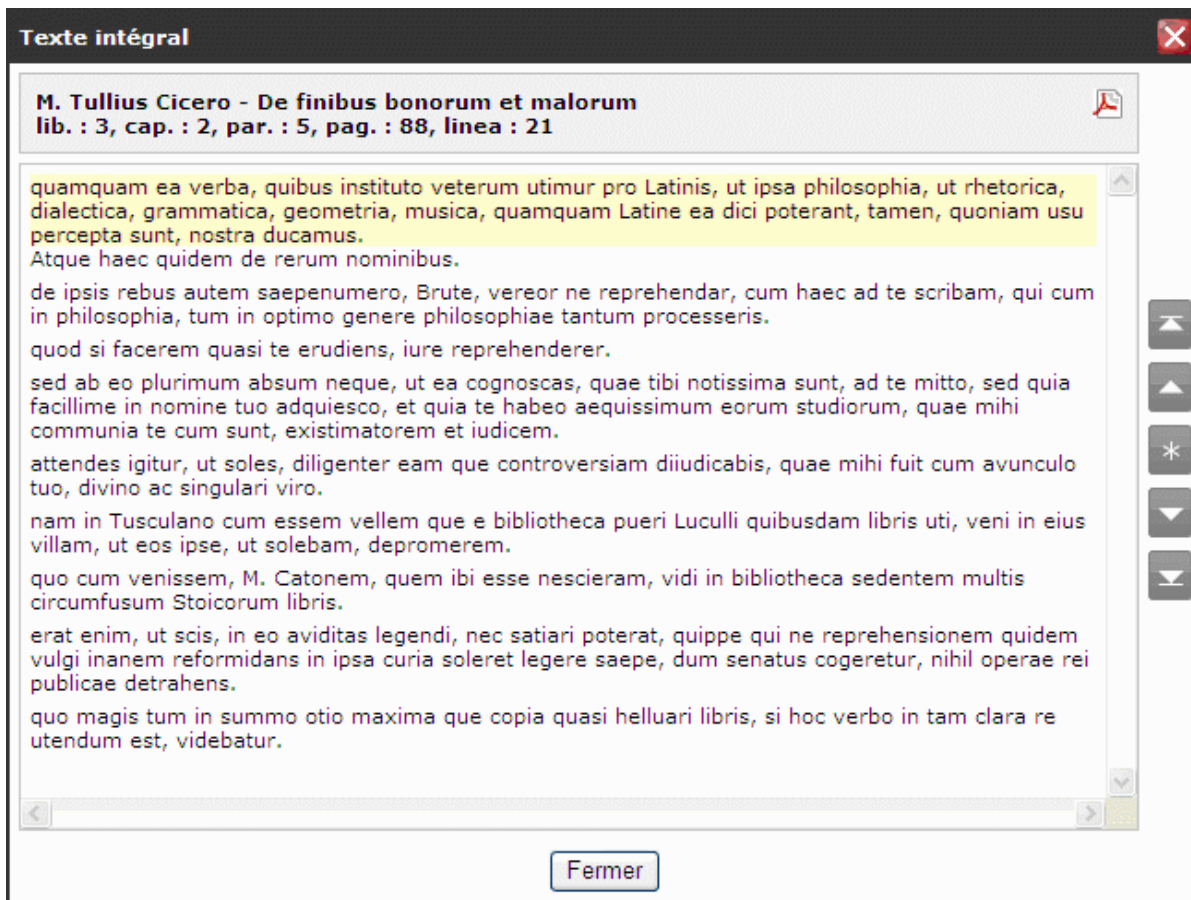 Texte intégral
M. Tullius Cicero - De finibus bonorum et malorum
lib. : 3, cap. : 2, par. : 5, pag. : 88, linea : 21
quamquam ea verba, quibus instituto veterum utimur pro Latinis, ut ipsa philosophia, ut rhetorica,
dialectica, grammatica, geometria, musica, quamquam Latine ea dici poterant, tamen, quoniam usu
percepta sunt, nostra ducamus.
Atque haec quidem de rerum nominibus.
de ipsis rebus autem saepenumero, Brute, vereor ne reprehendar, cum haec ad te scribam, qui cum
in philosophia, tum in optimo genere philosophiae tantum processeris.
quod si facerem quasi te erudiens, iure reprehenderer.
sed ab eo plurimum absum neque, ut ea cognoscas, quae tibi notissima sunt, ad te mitto, sed quia
facillime in nomine tuo adquiesco, et quia te habeo aequissimum eorum studiorum, quae mihi
communia te cum sunt, existimatorem et iudicem.
attendes igitur, ut soles, diligenter eam que controversiam diiudicabis, quae mihi fuit cum avunculo
tuo, divino ac singulari viro.
nam in Tusculano cum essem vellem que e bibliotheca pueri Luculli quibusdam libris uti, veni in eius
villam, ut eos ipse, ut solebam, depromerem.
quo cum venissem, M. Catonem, quem ibi esse nescieram, vidi in bibliotheca sedentem multis
circumfusum Stoicorum libris.
erat enim, ut scis, in eo aviditas legendi, nec satiari poterat, quippe qui ne reprehensionem quidem
vulgi inanem reformidans in ipsa curia soleret legere saepe, dum senatus cogeretur, nihil operae rei
publicae detrahens.
quo magis tum in summo otio maxima que copia quasi helluari libris, si hoc verbo in tam clara re
utendum est, videbatur.
Fermer